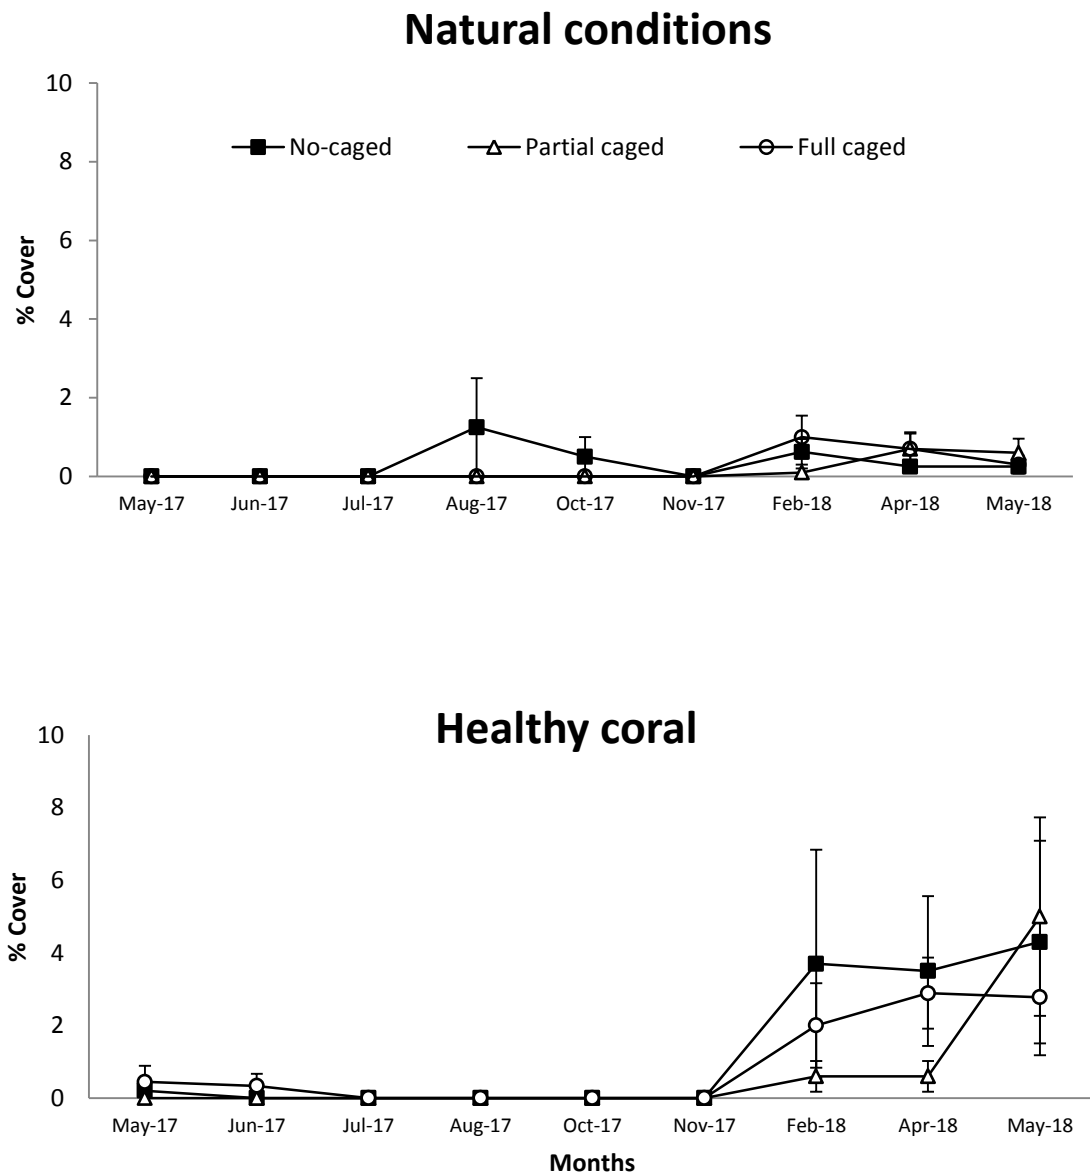 Natural conditions
10
No-caged Partial caged Full caged
8
6
% Cover
4
2
0
May-17 Jun-17 Jul-17 Aug-17 Oct-17 Nov-17 Feb-18 Apr-18 May-18
Healthy coral
10
8
6
% Cover
4
2
0
May-17 Jun-17 Jul-17 Aug-17 Oct-17 Nov-17 Feb-18 Apr-18 May-18
Months